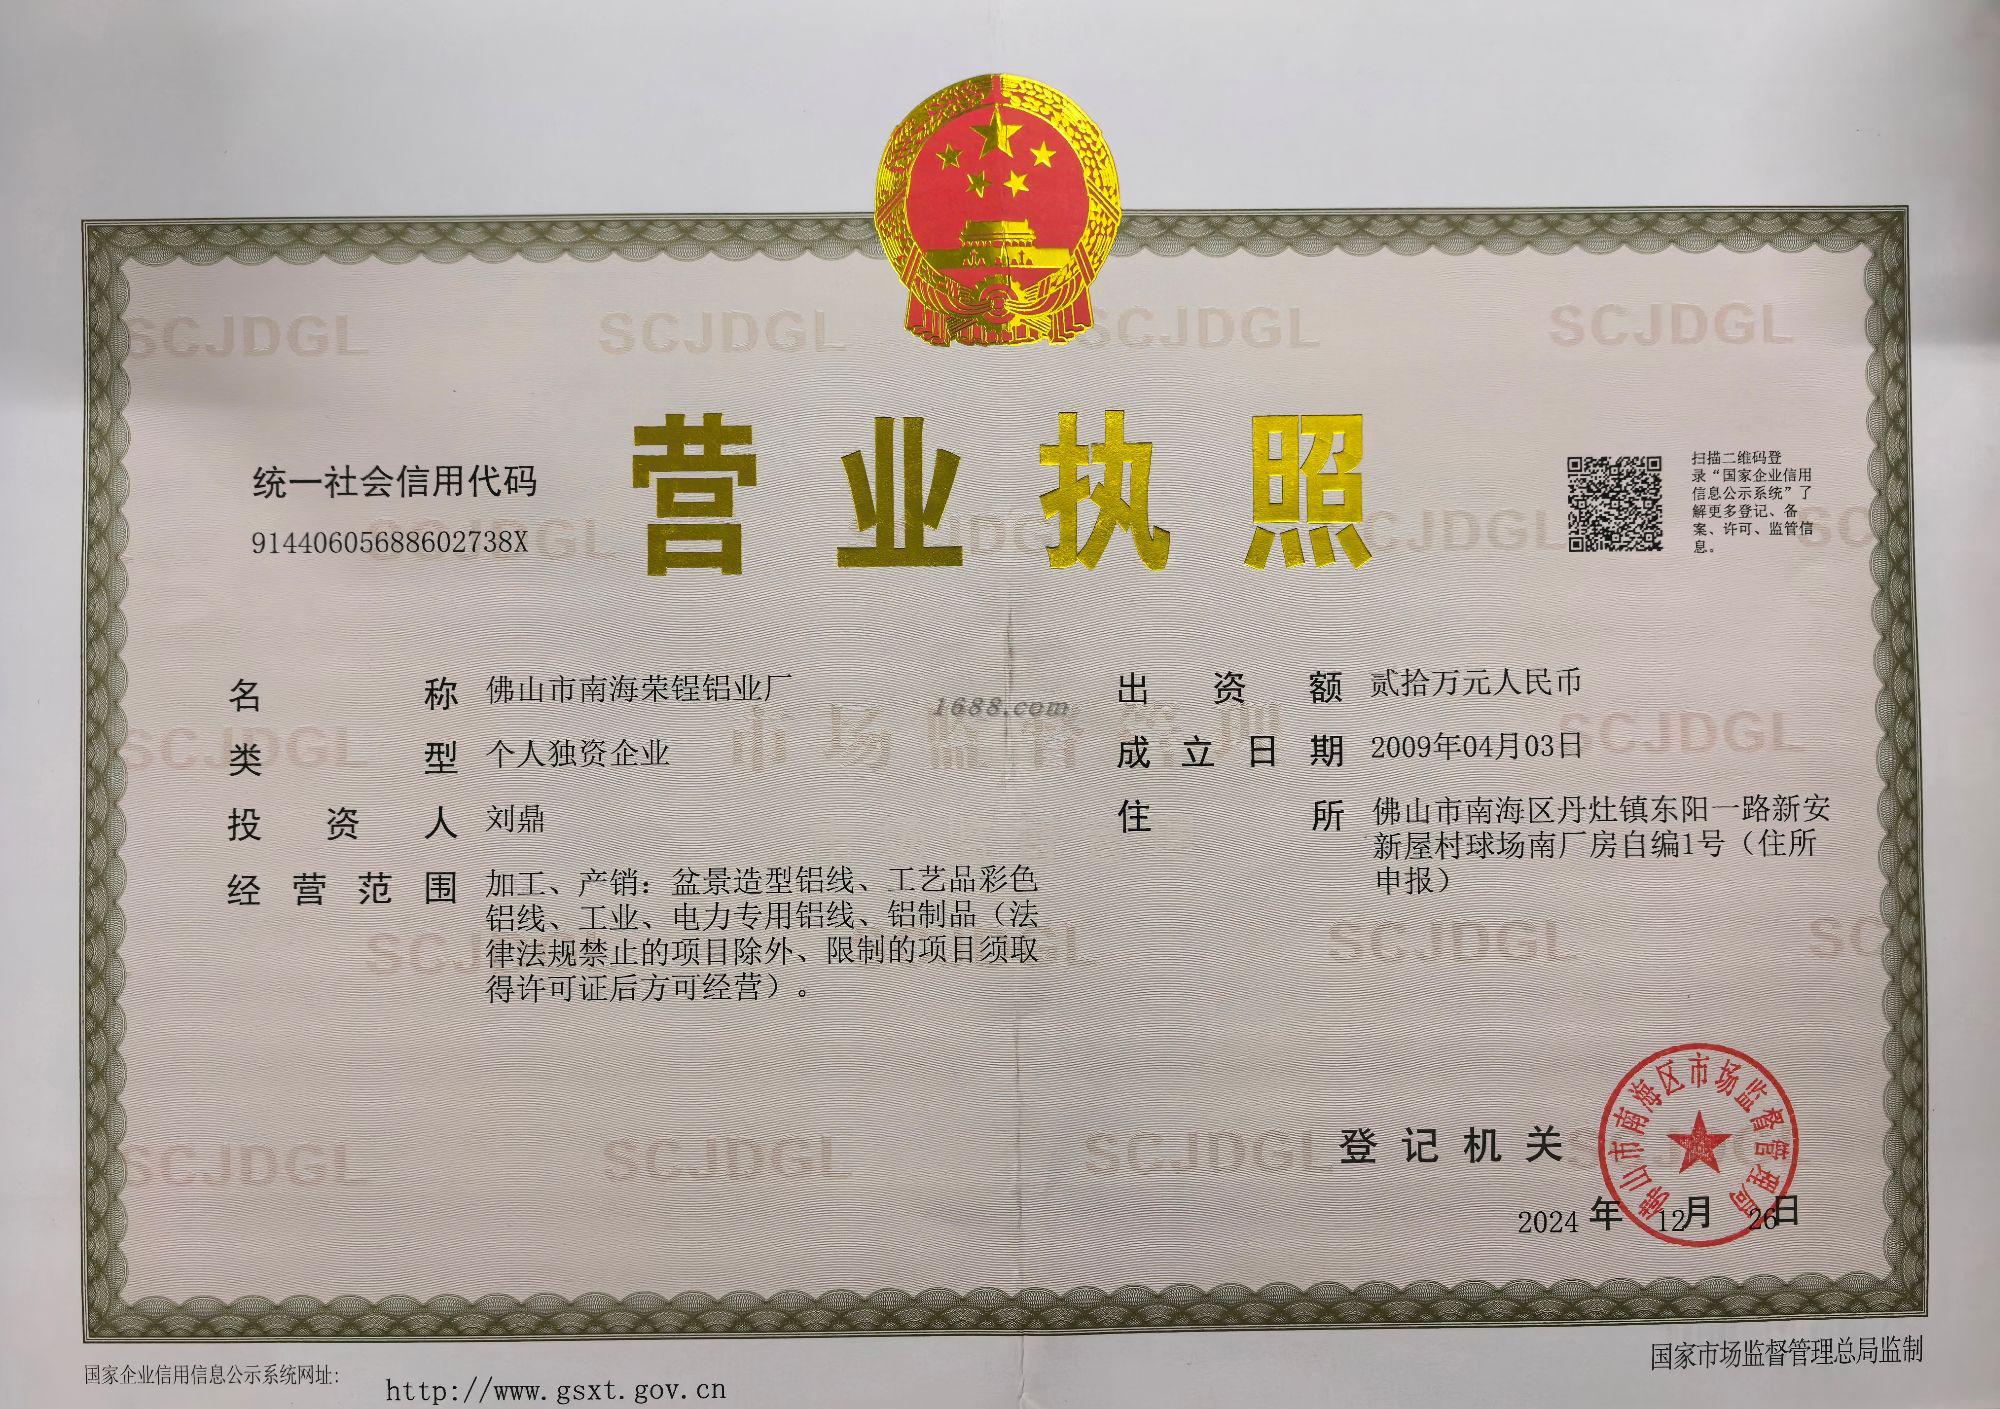 SCJDGL SCJDGL SCJDGL SCJDGL
营业执照
统一社会信用代码
91440605688602738X
扫描二维码登
录“国家企业信用
信息公示系统”了
解更多登记、备
案、许可、监管信
息。
名称 佛山市南海荣锃铝业厂
类型 个人独资企业
投资人 刘鼎
经营范围 加工、产销：盆景造型铝线、工艺品彩色
铝线、工业、电力专用铝线、铝制品（法
律法规禁止的项目除外、限制的项目须取
得许可证后方可经营）。
1688.com
市场监督管理
出资额 贰拾万元人民币
成立日期 2009年04月03日
住所 佛山市南海区丹灶镇东阳一路新安
新屋村球场南厂房自编1号（住所
申报）
SCJDGL SCJDGL SCJDGL SCJDGL
登记机关
佛山市南海区市场监督管理局
2024年12月26日
国家企业信用信息公示系统网址：
http://www.gsxt.gov.cn
国家市场监督管理总局监制